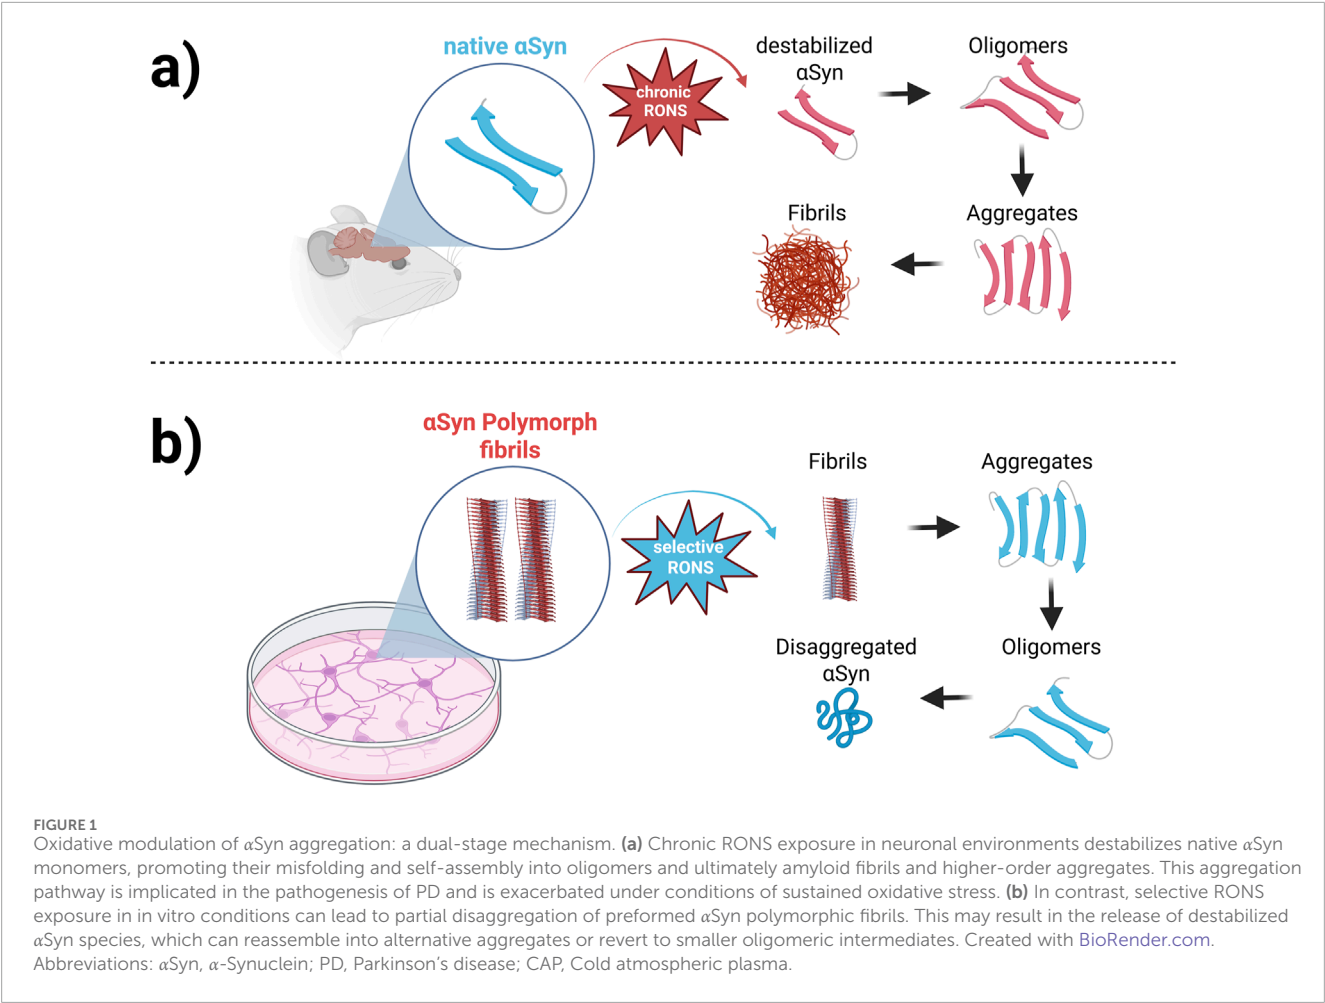 a)
native αSyn
chronic
RONS
destabilized
αSyn
Oligomers
Aggregates
Fibrils
b)
αSyn Polymorph
fibrils
selective
RONS
Fibrils
Aggregates
Oligomers
Disaggregated
αSyn
FIGURE 1
Oxidative modulation of αSyn aggregation: a dual-stage mechanism. (a) Chronic RONS exposure in neuronal environments destabilizes native αSyn
monomers, promoting their misfolding and self-assembly into oligomers and ultimately amyloid fibrils and higher-order aggregates. This aggregation
pathway is implicated in the pathogenesis of PD and is exacerbated under conditions of sustained oxidative stress. (b) In contrast, selective RONS
exposure in in vitro conditions can lead to partial disaggregation of preformed αSyn polymorphic fibrils. This may result in the release of destabilized
αSyn species, which can reassemble into alternative aggregates or revert to smaller oligomeric intermediates. Created with BioRender.com.
Abbreviations: αSyn, α-Synuclein; PD, Parkinson’s disease; CAP, Cold atmospheric plasma.